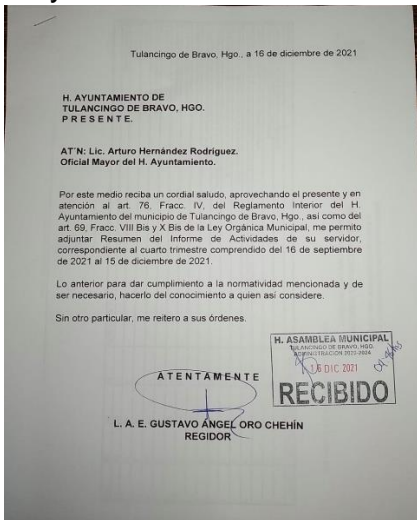 Tulancingo de Bravo, Hgo., a 16 de diciembre de 2021
H. AYUNTAMIENTO DE
TULANCINGO DE BRAVO, HGO.
P R E S E N T E.
AT´N: Lic. Arturo Hernández Rodríguez.
Oficial Mayor del H. Ayuntamiento.
Por este medio reciba un cordial saludo, aprovechando el presente y en
atención al art. 76, Fracc. IV, del Reglamento Interior del H.
Ayuntamiento del municipio de Tulancingo de Bravo, Hgo., así como del
art. 69, Fracc. VIII Bis y X Bis de la Ley Orgánica Municipal, me permito
adjuntar Resumen del Informe de Actividades de su servidor,
correspondiente al cuarto trimestre comprendido del 16 de septiembre
de 2021 al 15 de diciembre de 2021.
Lo anterior para dar cumplimiento a la normatividad mencionada y de
ser necesario, hacerlo del conocimiento a quien así considere.
Sin otro particular, me reitero a sus órdenes.
H. ASAMBLEA MUNICIPAL
TULANCINGO DE BRAVO, HGO.
ADMINISTRACIÓN 2020-2024
16 DIC 2021
RECIBIDO
A T E N T A M E N T E
L. A. E. GUSTAVO ÁNGEL ORO CHEHÍN
REGIDOR